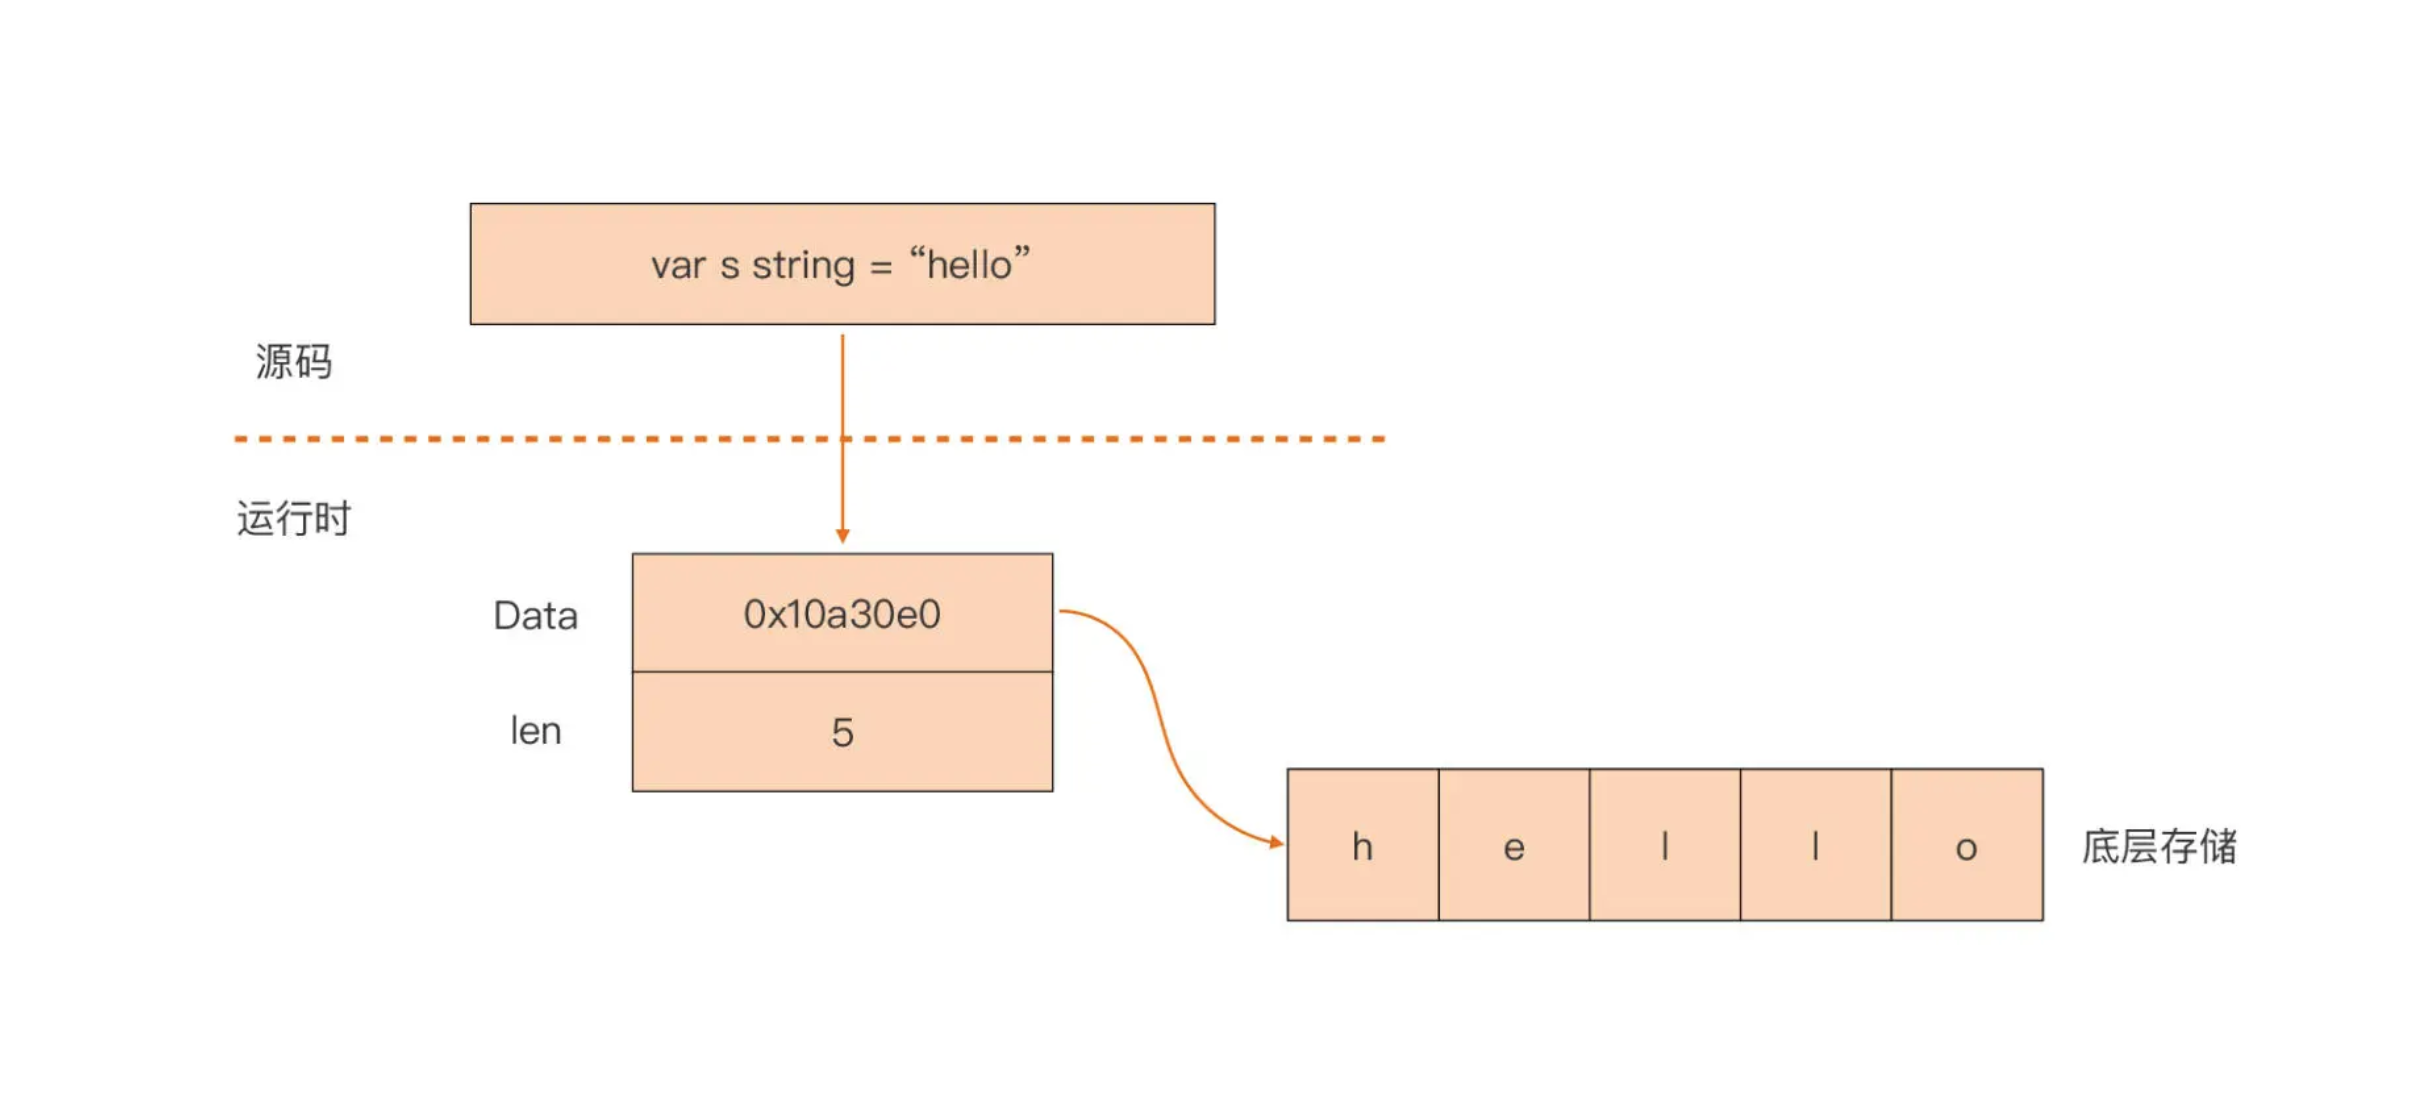 var s string = “hello”
源码
运行时
Data
0x10a30e0
len
5
h e l l o
底层存储